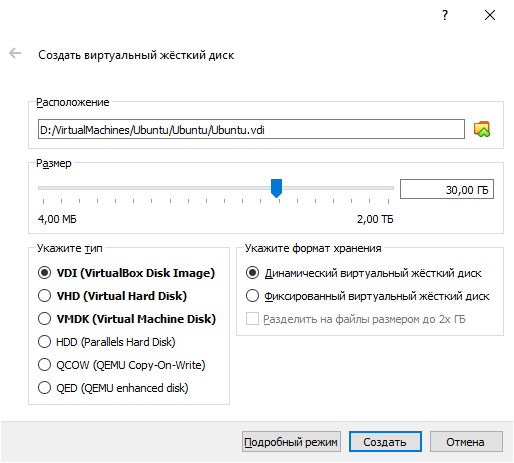 ?
Создать виртуальный жёсткий диск
Расположение
D:/VirtualMachines/Ubuntu/Ubuntu/Ubuntu.vdi
Размер
30,00 ГБ
4,00 МБ
2,00 ТБ
Укажите тип
VDI (VirtualBox Disk Image)
VHD (Virtual Hard Disk)
VMDK (Virtual Machine Disk)
HDD (Parallels Hard Disk)
QCOW (QEMU Copy-On-Write)
QED (QEMU enhanced disk)
Укажите формат хранения
Динамический виртуальный жёсткий диск
Фиксированный виртуальный жёсткий диск
Разделить на файлы размером до 2х ГБ
Подробный режим
Создать
Отмена